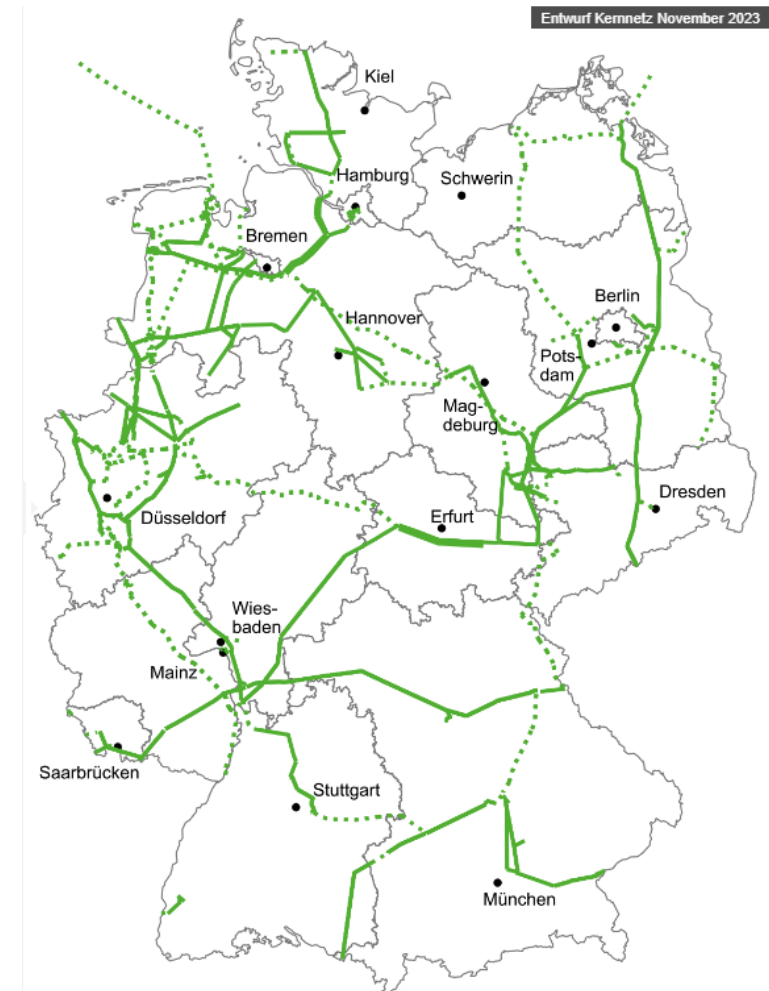 Entwurf Kernnetz November 2023
Kiel
Hamburg
Schwerin
Bremen
Berlin
Hannover
Pots-
dam
Mag-
deburg
Dresden
Düsseldorf
Erfurt
Wies-
baden
Mainz
Saarbrücken
Stuttgart
München